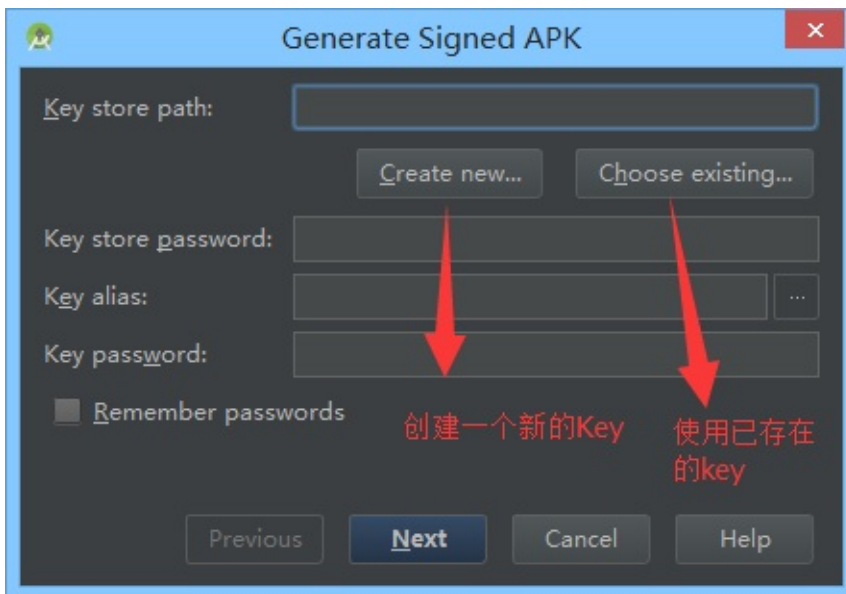 Generate Signed APK
Key store path:
Create new...
Choose existing...
Key store password:
Key alias:
...
Key password:
Remember passwords
创建一个新的Key
使用已存在
的key
Previous
Next
Cancel
Help